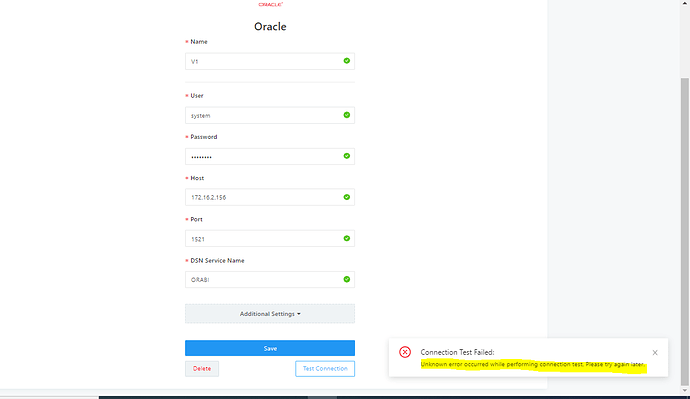 ORACLE
Oracle
* Name
V1
* User
system
* Password
••••••••
* Host
172.16.2.156
* Port
1521
* DSN Service Name
ORABI
Additional Settings
Save
Delete
Test Connection
Connection Test Failed:
Unknown error occurred while performing connection test. Please try again later.